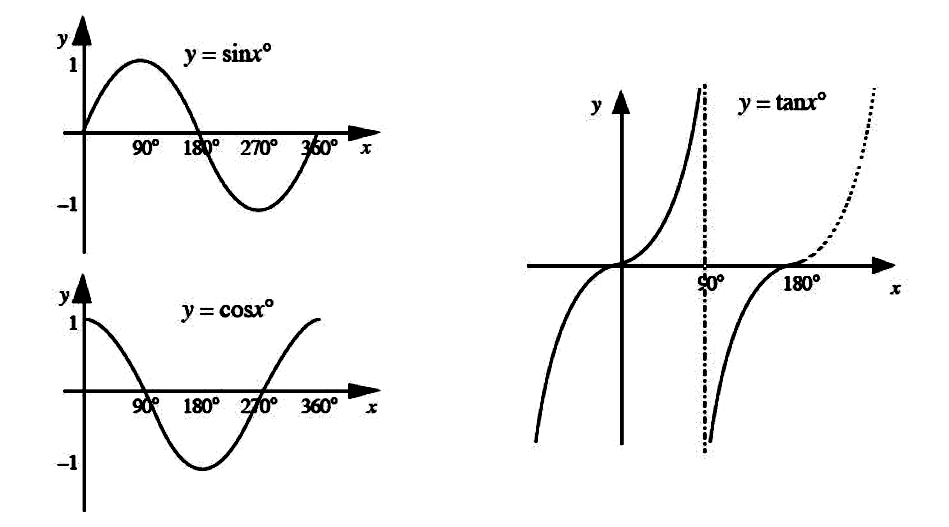 y
1
y = sinx°
90° 180° 270° 360° x
–1
y
1
y = cosx°
90° 180° 270° 360° x
–1
y
y = tanx°
90° 180° x